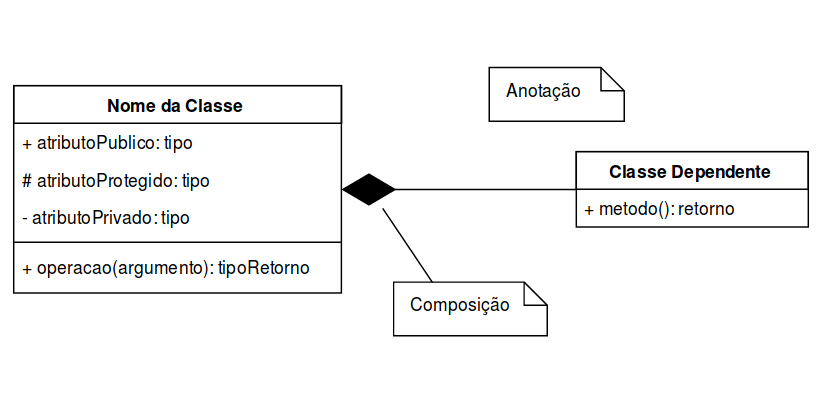 Nome da Classe
+ atributoPublico: tipo
# atributoProtegido: tipo
- atributoPrivado: tipo
+ operacao(argumento): tipoRetorno
Anotação
Classe Dependente
+ metodo(): retorno
Composição